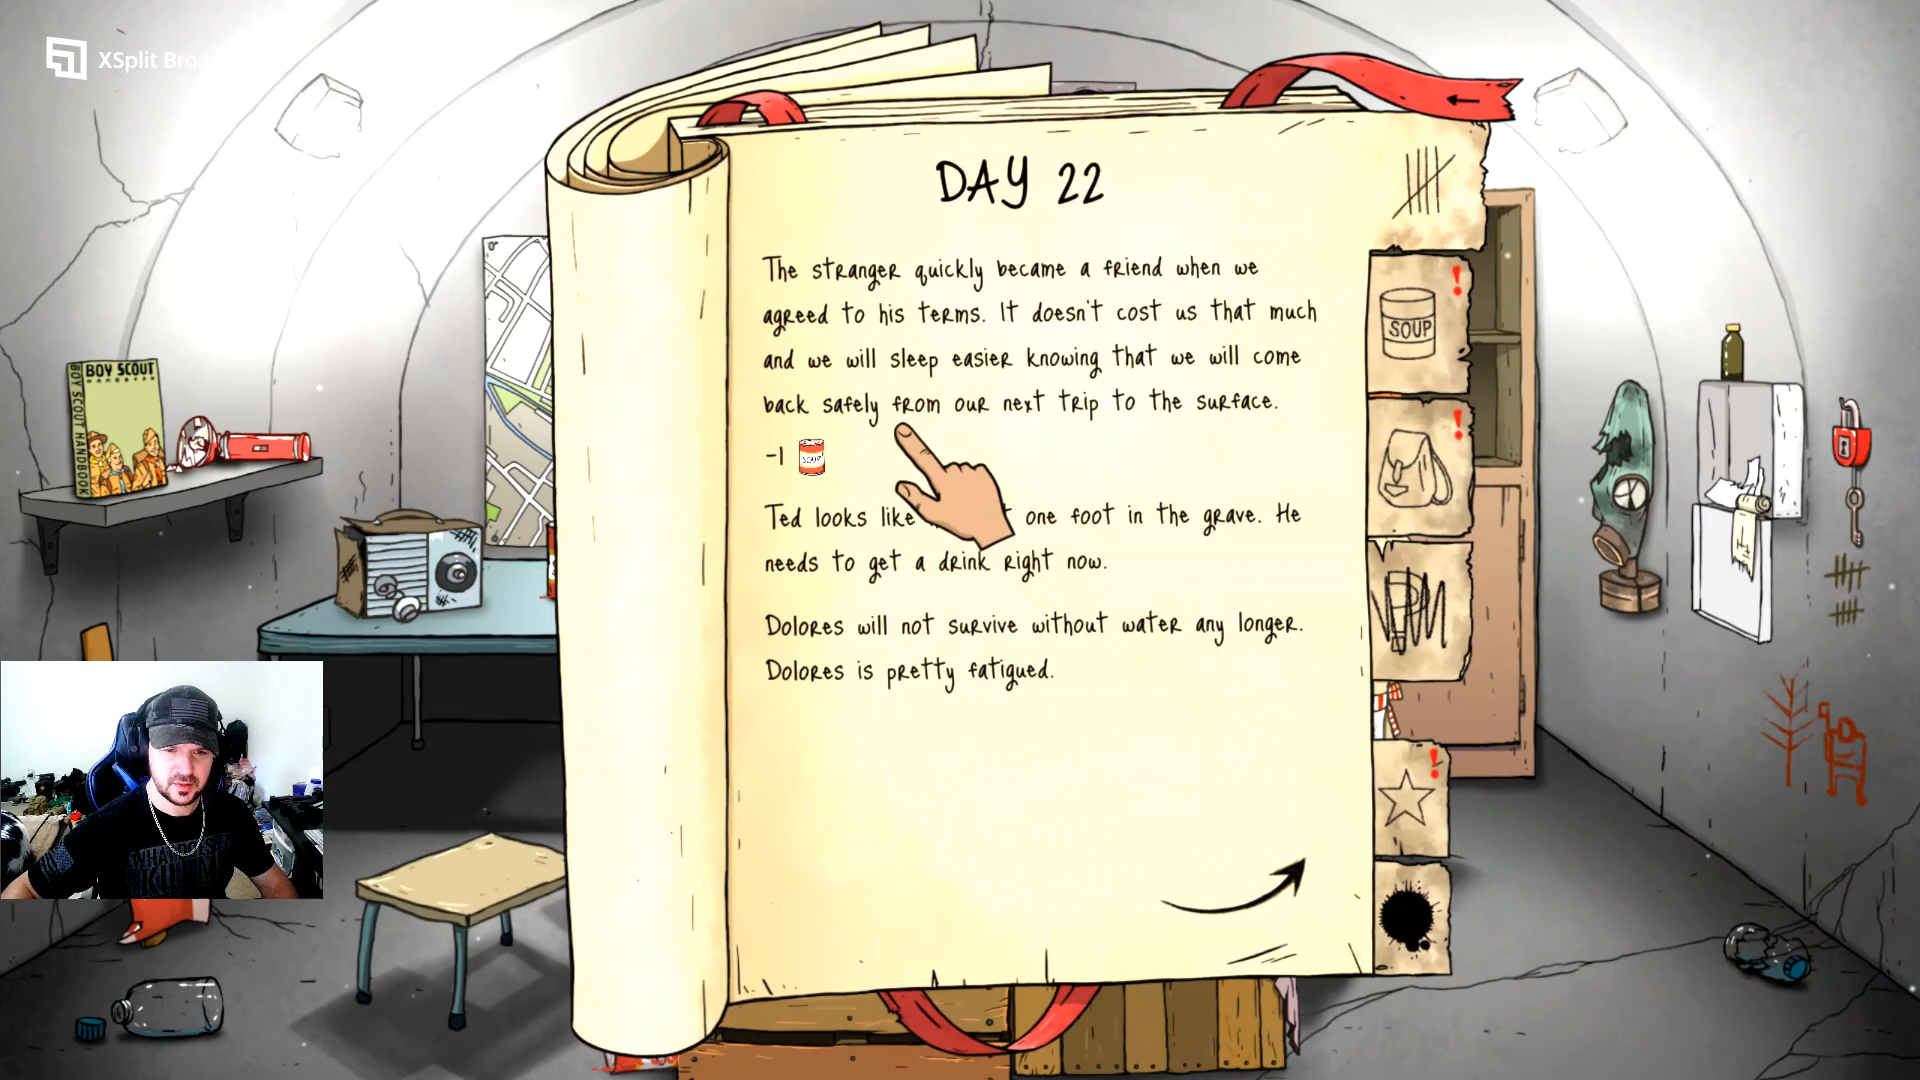 XSplit Bro
DAY 22
The stranger quickly became a friend when we
agreed to his terms. It doesn't cost us that much
and we will sleep easier knowing that we will come
back safely from our next trip to the surface.
-1 SOUP
Ted looks like one foot in the grave. He
needs to get a drink right now.
Dolores will not survive without water any longer.
Dolores is pretty fatigued.
SOUP
!
!
!
BOY SCOUT
HANDBOOK
BOY SCOUT HANDBOOK